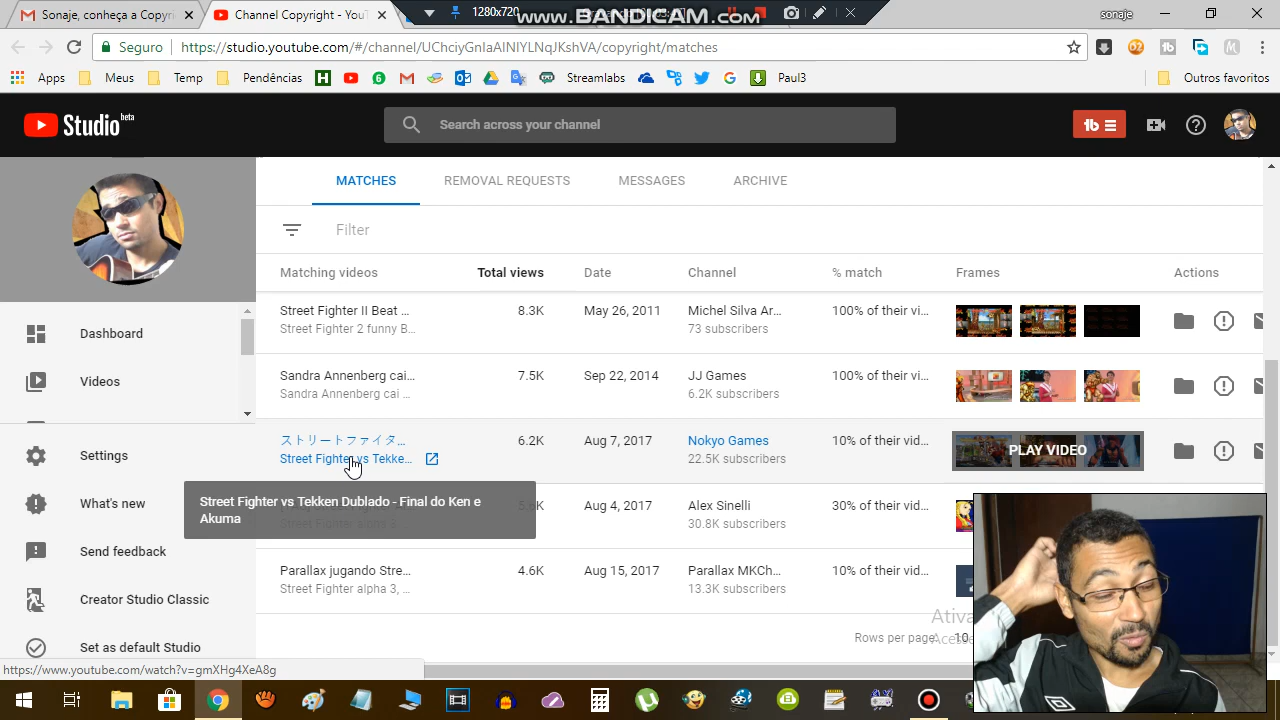 Sonaje, conheça a Copyrig
Channel Copyright - YouT
1280x720
www.BANDICAM.com
sonaje
Seguro
https://studio.youtube.com/#/channel/UChciyGnIaAINIYLNqJKshVA/copyright/matches
Apps
Meus
Temp
Pendências
Streamlabs
Paul3
Outros favoritos
Studio beta
Search across your channel
MATCHES
REMOVAL REQUESTS
MESSAGES
ARCHIVE
Filter
Matching videos
Total views
Date
Channel
% match
Frames
Actions
Street Fighter II Beat ...
8.3K
May 26, 2011
Michel Silva Ar...
100% of their vi...
Street Fighter 2 funny B...
73 subscribers
Dashboard
Sandra Annenberg cai...
7.5K
Sep 22, 2014
JJ Games
100% of their vi...
Sandra Annenberg cai ...
6.2K subscribers
Videos
ストリートファイタ...
6.2K
Aug 7, 2017
Nokyo Games
10% of their vid...
PLAY VIDEO
Street Fighter vs Tekke...
22.5K subscribers
Settings
Street Fighter vs Tekken Dublado - Final do Ken e
Akuma
What's new
5.6K
Aug 4, 2017
Alex Sinelli
30% of their vid...
30.8K subscribers
Send feedback
Parallax jugando Stre...
4.6K
Aug 15, 2017
Parallax MKCh...
10% of their vid...
Street Fighter alpha 3, ...
13.3K subscribers
Creator Studio Classic
Ativa
Rows per page:
10
Set as default Studio
https://www.youtube.com/watch?v=gmXHg4XeA8g